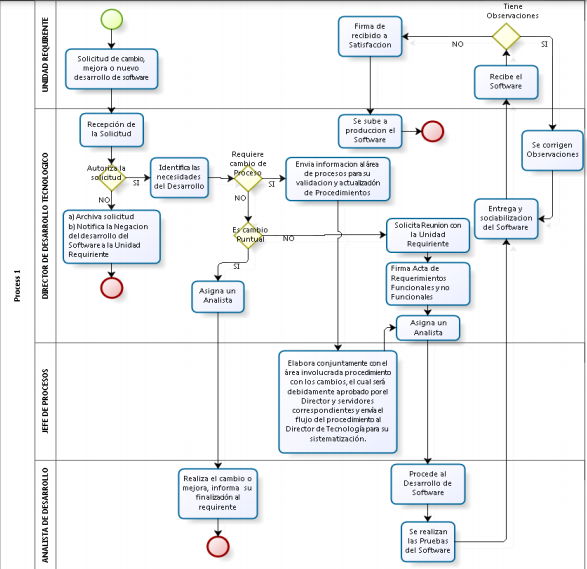 Process 1
UNIDAD REQUIRENTE
Solicitud de cambio,
mejora o nuevo
desarrollo de software
Firma de
recibido a
Satisfaccion
NO
Tiene
Observaciones
SI
Recibe el
Software
DIRECTOR DE DESARROLLO TECNOLOGICO
Recepción de
la Solicitud
Se sube a
produccion el
Software
Se corrigen
Observaciones
Autoriza la
solicitud
SI
NO
Identifica las
necesidades
del Desarrollo
Requiere
cambio de
Proceso
SI
NO
Envia informacion al área
de procesos para su
validacion y actualización
de Procedimientos
a) Archiva solicitud
b) Notifica la Negacion
del desarrollo del
Software a la Unidad
Requiriente
Es cambio
Puntual
NO
SI
Solicita Reunion con
la Unidad
Requiriente
Entrega y
sociabilizacion
del Software
Firma Acta de
Requerimientos
Funcionales y no
Funcionales
Asigna un
Analista
Asigna un
Analista
JEFE DE PROCESOS
Elabora conjuntamente con el
área involucrada procedimiento
con los cambios, el cual será
debidamente aprobado por el
Director y servidores
correspondientes y envía el
flujo del procedimiento al
Director de Tecnología para su
sistematización.
ANALISTA DE DESARROLLO
Realiza el cambio o
mejora, informa su
finalización al
requirente
Procede al
Desarrollo de
Software
Se realizan
las Pruebas
del Software